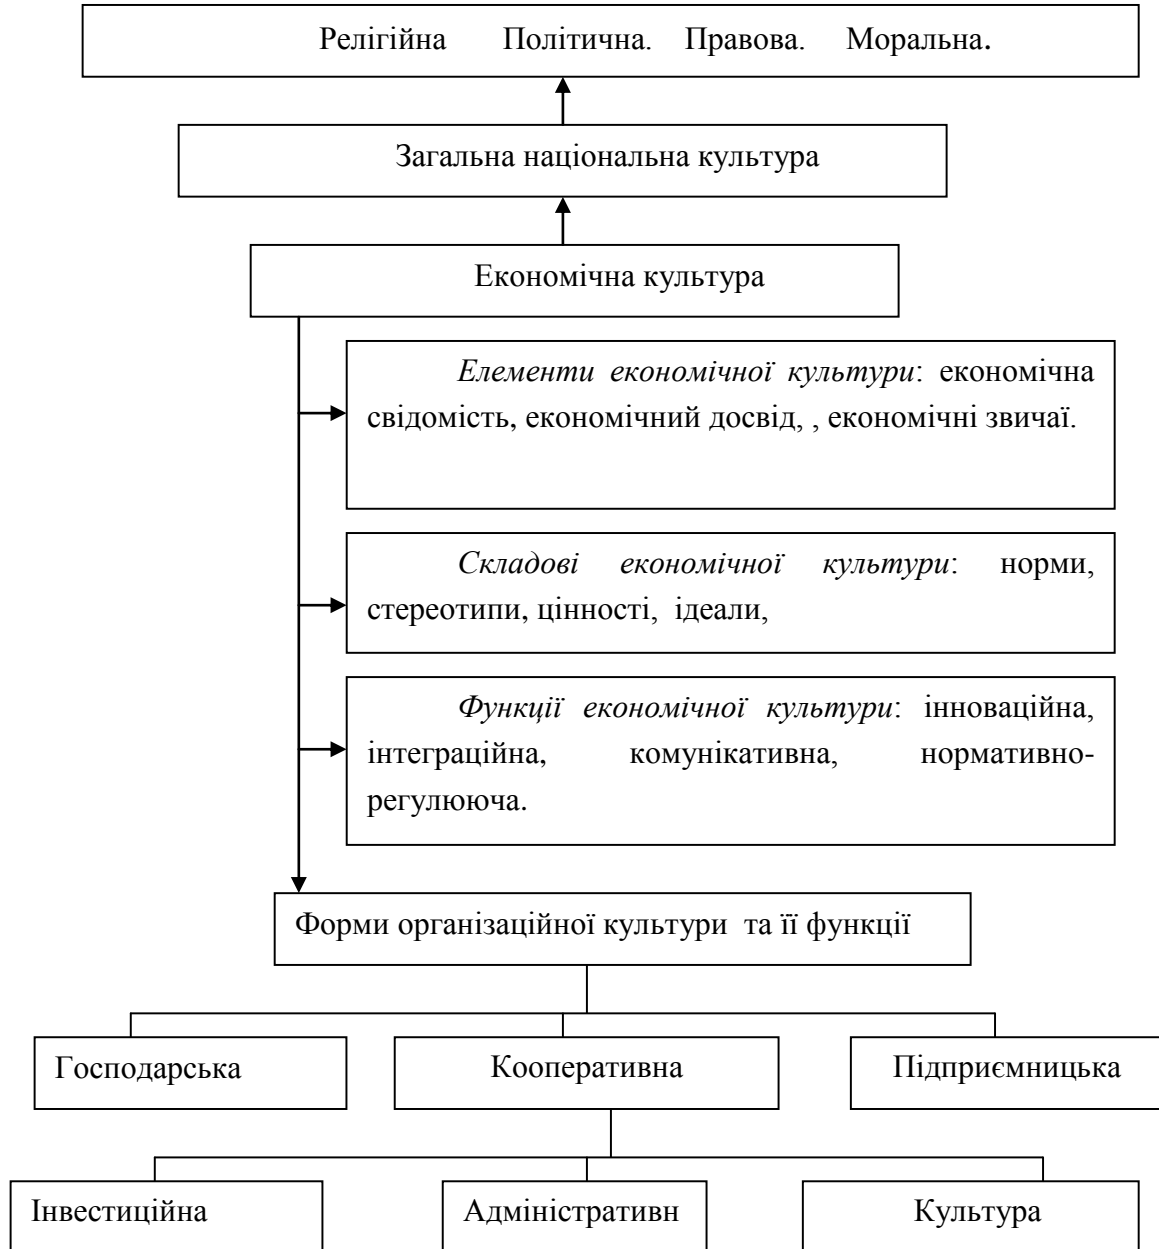 Релігійна Політична. Правова. Моральна.
Загальна національна культура
Економічна культура
Елементи економічної культури: економічна
свідомість, економічний досвід, , економічні звичаї.
Складові економічної культури: норми,
стереотипи, цінності, ідеали,
Функції економічної культури: інноваційна,
інтеграційна, комунікативна, нормативно-
регулююча.
Форми організаційної культури та її функції
Господарська Кооперативна Підприємницька
Інвестиційна Адміністративн Культура